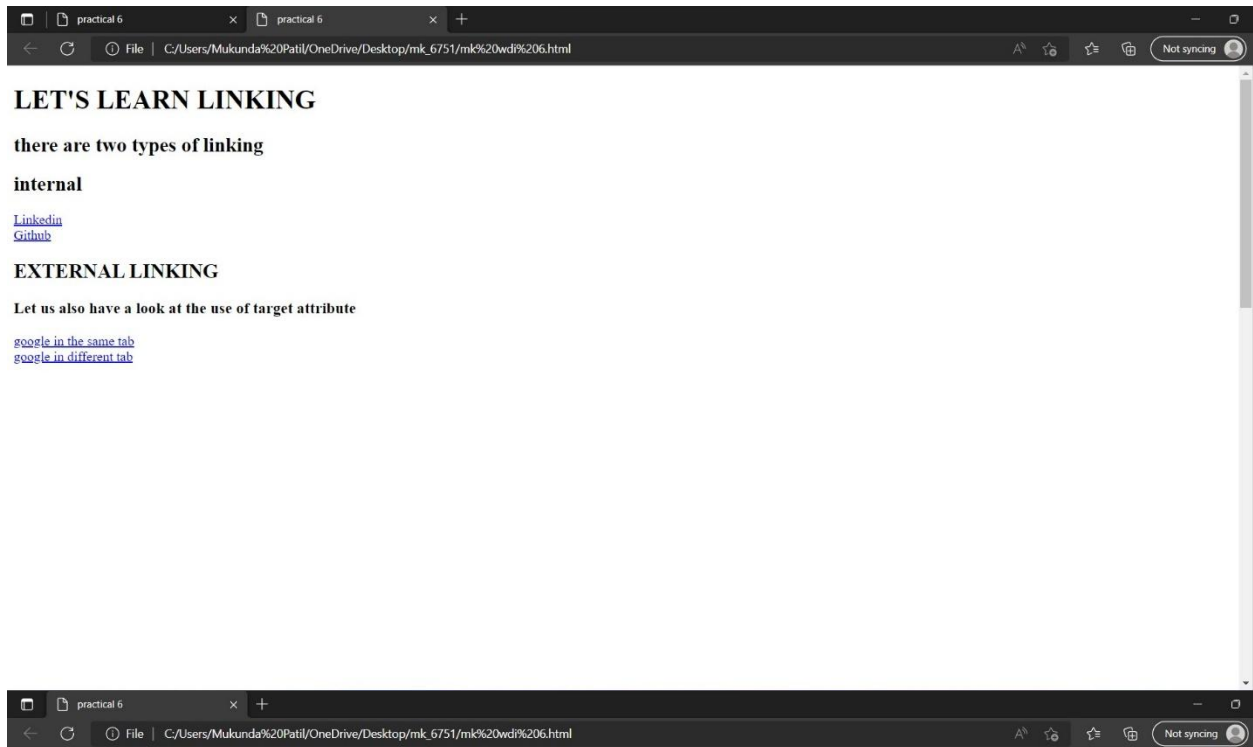 practical 6
practical 6
File | C:/Users/Mukunda%20Patil/OneDrive/Desktop/mk_6751/mk%20wdi%206.html
Not syncing
LET'S LEARN LINKING
there are two types of linking
internal
Linkedin
Github
EXTERNAL LINKING
Let us also have a look at the use of target attribute
google in the same tab
google in different tab
practical 6
File | C:/Users/Mukunda%20Patil/OneDrive/Desktop/mk_6751/mk%20wdi%206.html
Not syncing